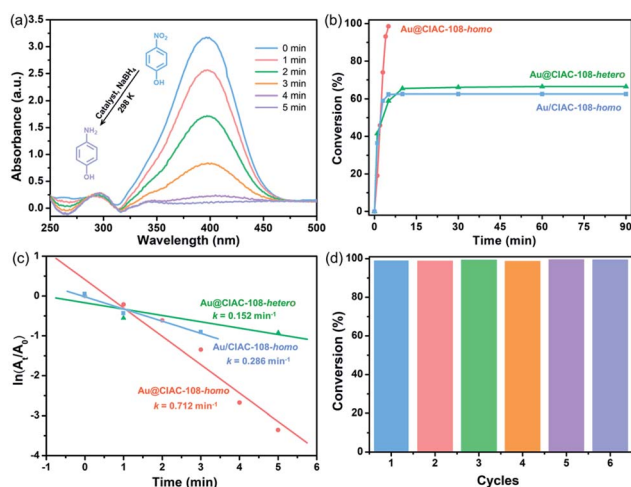 (a)
Absorbance (a.u.)
3.5
3.0
2.5
2.0
1.5
1.0
0.5
0.0
NO₂
OH
Catalyst, NaBH₄
298 K
NH₂
OH
0 min
1 min
2 min
3 min
4 min
5 min
250 300 350 400 450 500
Wavelength (nm)
(b)
Conversion (%)
100
80
60
40
20
0
Au@CIAC-108-homo
Au@CIAC-108-hetero
Au/CIAC-108-homo
0 15 30 45 60 75 90
Time (min)
(c)
ln(Aₜ/A₀)
1
0
-1
-2
-3
-4
Au@CIAC-108-hetero
k = 0.152 min⁻¹
Au/CIAC-108-homo
k = 0.286 min⁻¹
Au@CIAC-108-homo
k = 0.712 min⁻¹
-1 0 1 2 3 4 5 6
Time (min)
(d)
Conversion (%)
100
80
60
40
20
0
1 2 3 4 5 6
Cycles